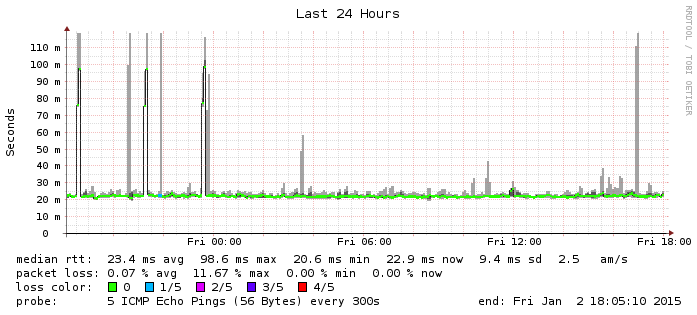 Last 24 Hours
RRDTOOL / TOBI OETIKER
Seconds
110 m
100 m
90 m
80 m
70 m
60 m
50 m
40 m
30 m
20 m
10 m
0
Fri 00:00 Fri 06:00 Fri 12:00 Fri 18:00
median rtt: 23.4 ms avg 98.6 ms max 20.6 ms min 22.9 ms now 9.4 ms sd 2.5 am/s
packet loss: 0.07 % avg 11.67 % max 0.00 % min 0.00 % now
loss color: 0 1/5 2/5 3/5 4/5
probe: 5 ICMP Echo Pings (56 Bytes) every 300s end: Fri Jan 2 18:05:10 2015